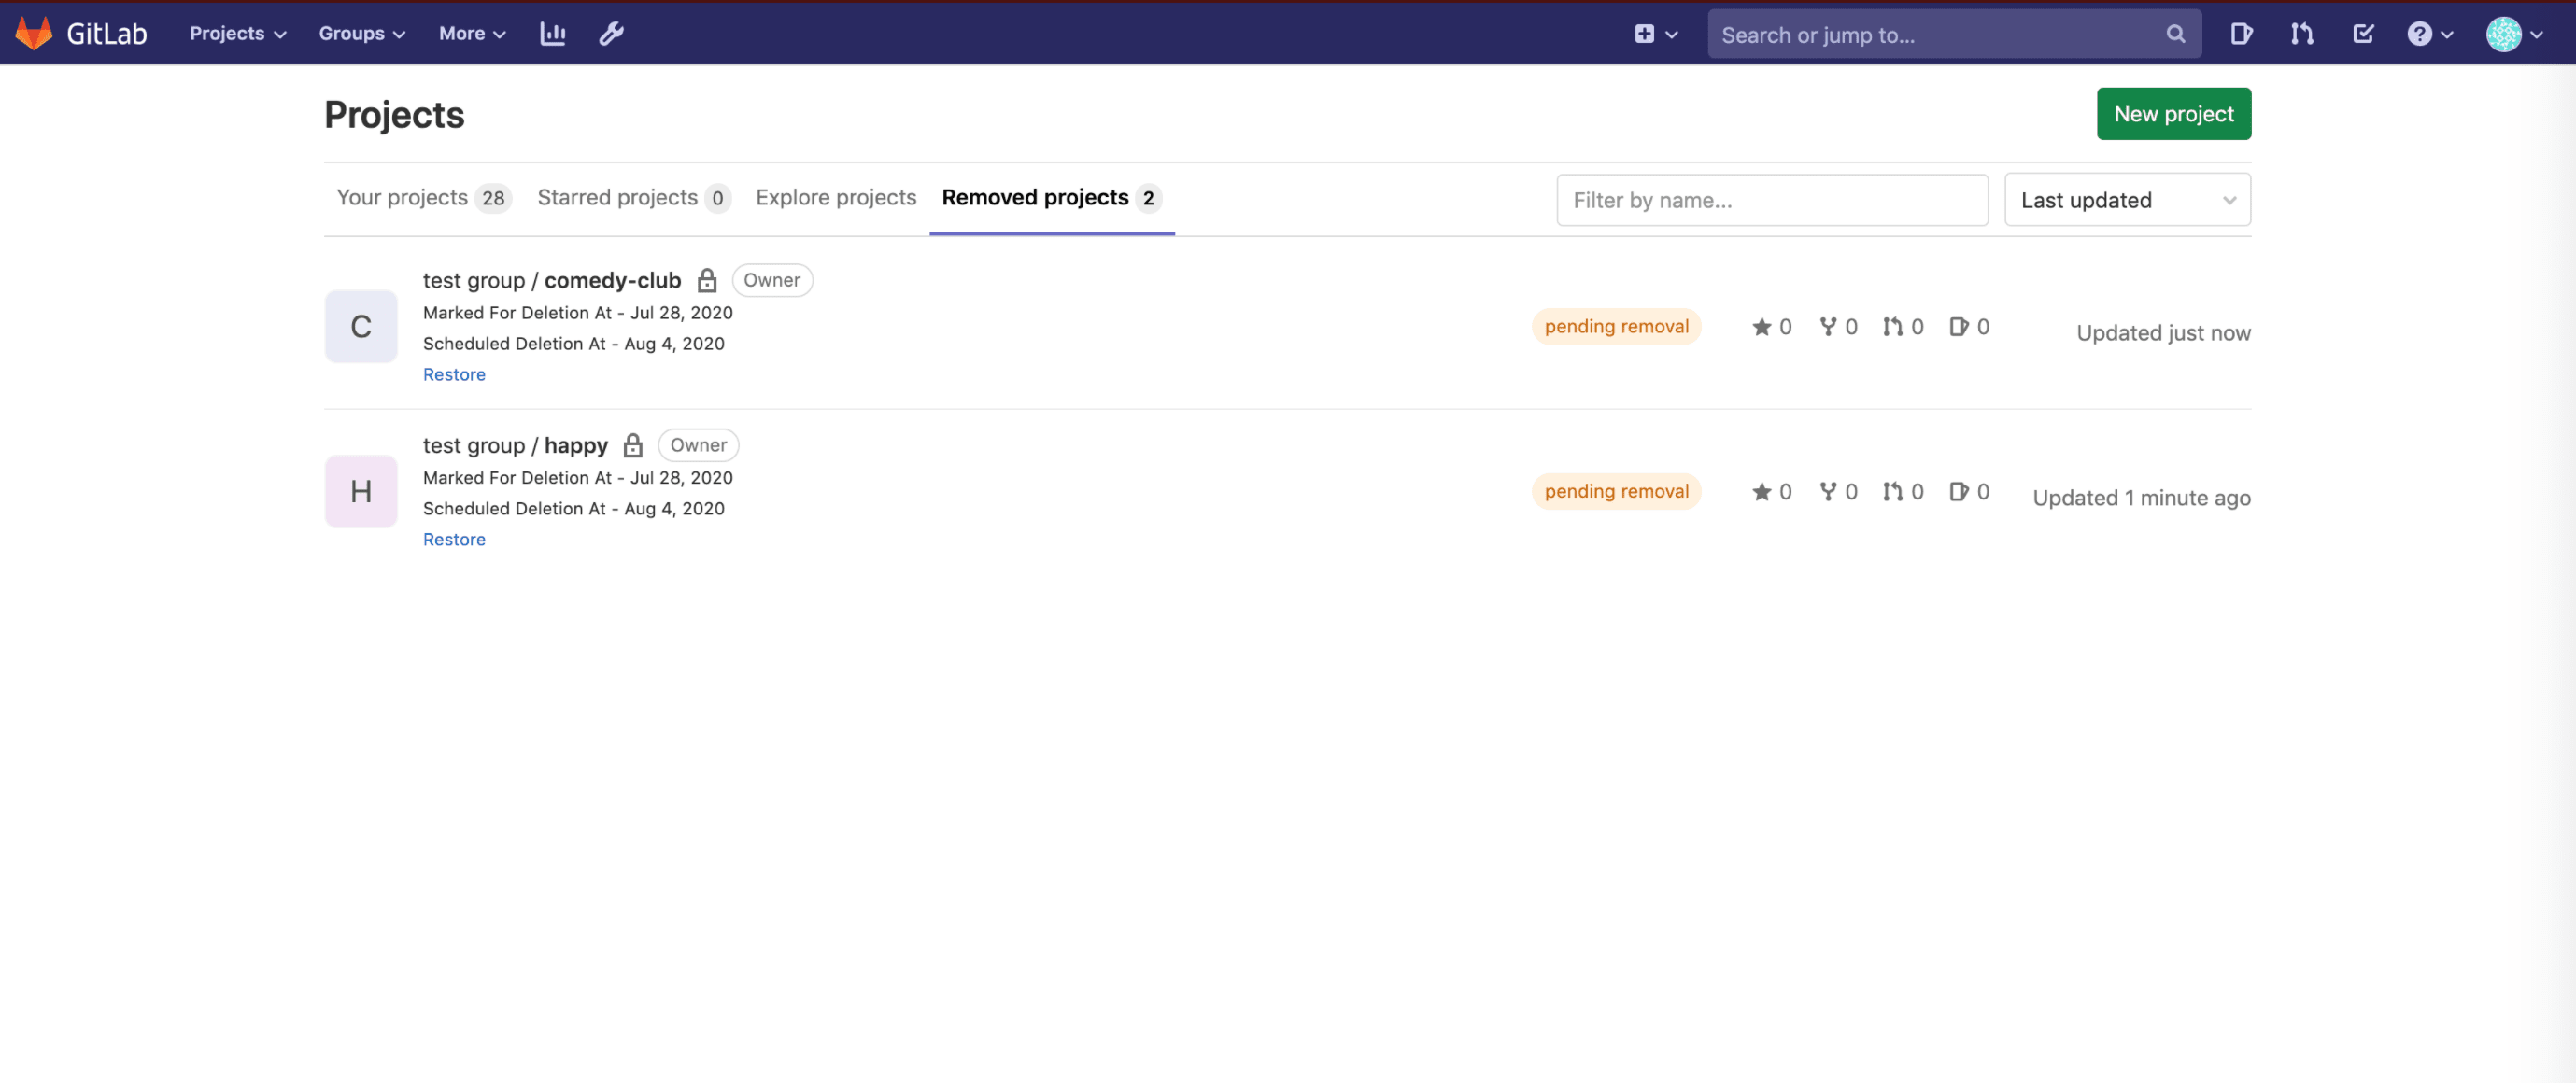 GitLab Projects Groups More Search or jump to...
Projects
New project
Your projects 28 Starred projects 0 Explore projects Removed projects 2 Filter by name... Last updated
test group / comedy-club Owner
Marked For Deletion At - Jul 28, 2020
C
pending removal 0 0 0 0 Updated just now
Scheduled Deletion At - Aug 4, 2020
Restore
test group / happy Owner
Marked For Deletion At - Jul 28, 2020
H
pending removal 0 0 0 0 Updated 1 minute ago
Scheduled Deletion At - Aug 4, 2020
Restore